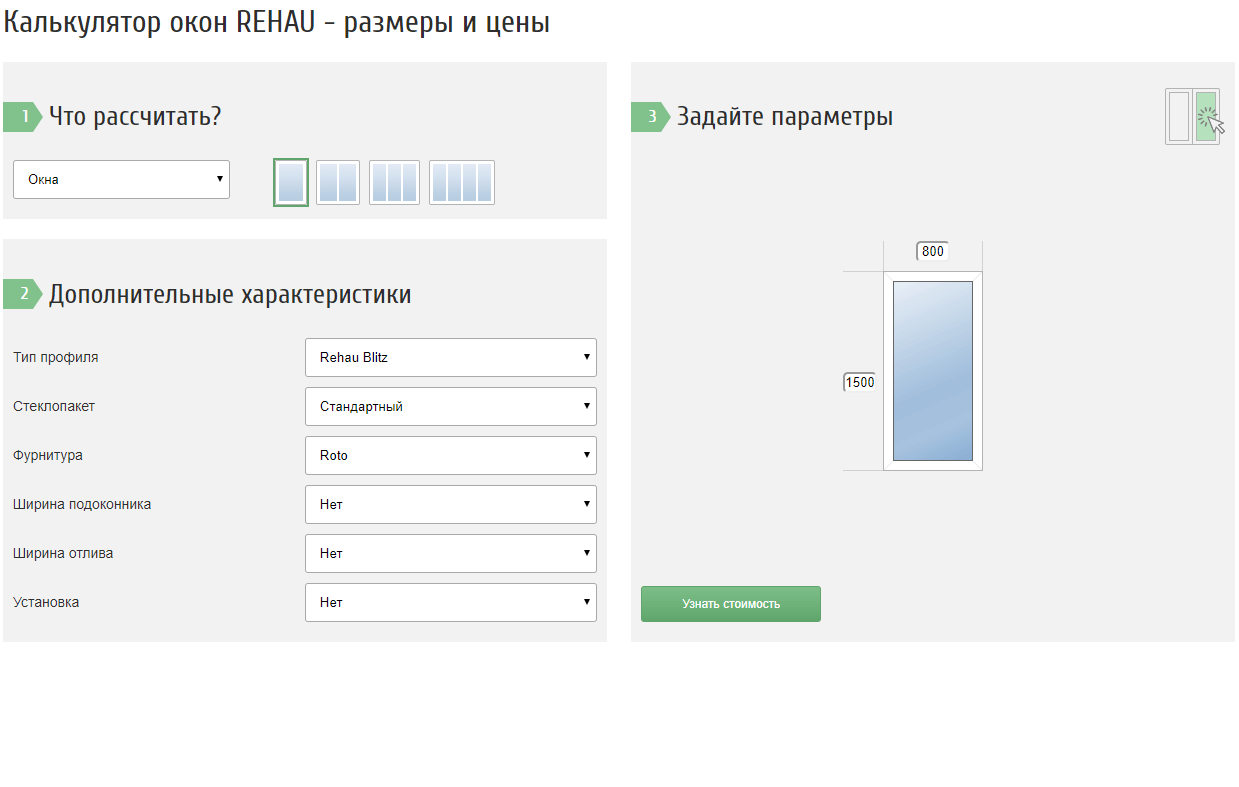 Калькулятор окон REHAU - размеры и цены
1 Что рассчитать?
Окна
2 Дополнительные характеристики
Тип профиля Rehau Blitz
Стеклопакет Стандартный
Фурнитура Roto
Ширина подоконника Нет
Ширина отлива Нет
Установка Нет
3 Задайте параметры
800
1500
Узнать стоимость